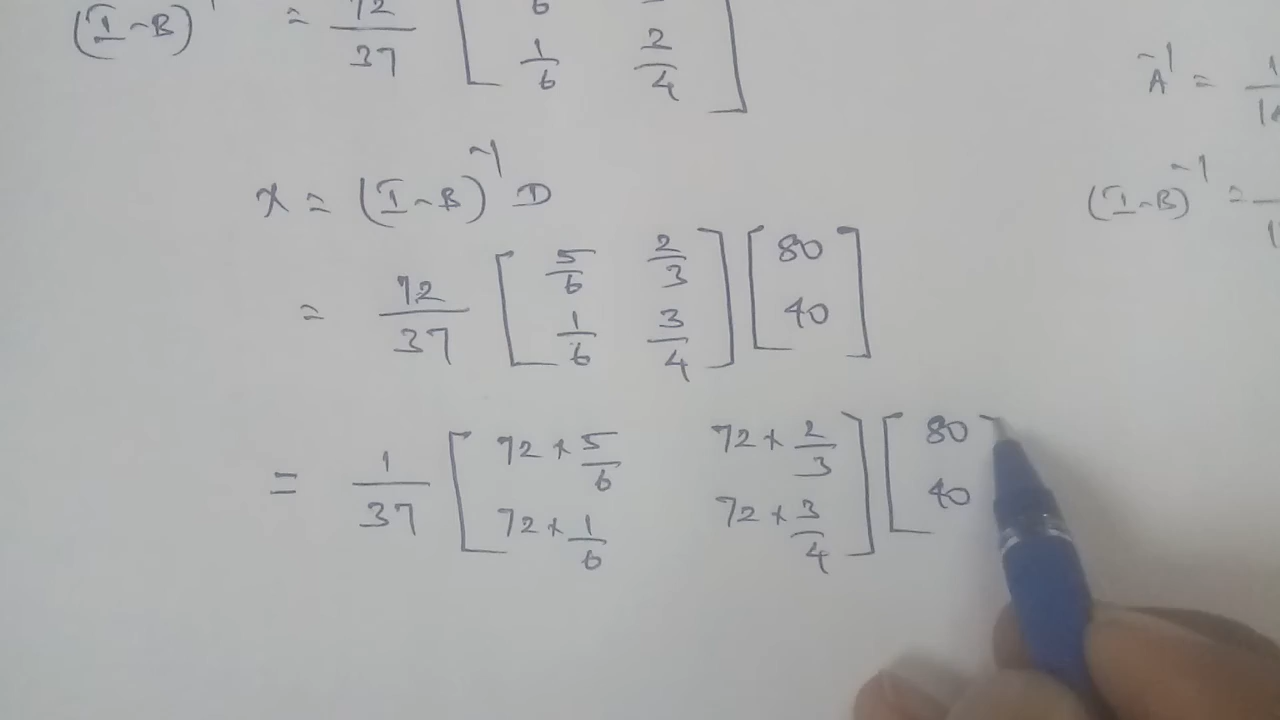 (I-B)⁻¹ = 72/37 [ 6
1/6 2/4 ]
A⁻¹ = 1
X = (I-B)⁻¹ D
(I-B)⁻¹ =
= 72/37 [ 5/6 2/3 ] [ 80 ]
[ 1/6 3/4 ] [ 40 ]
= 1/37 [ 72 × 5/6 72 × 2/3 ] [ 80 ]
[ 72 × 1/6 72 × 3/4 ] [ 40